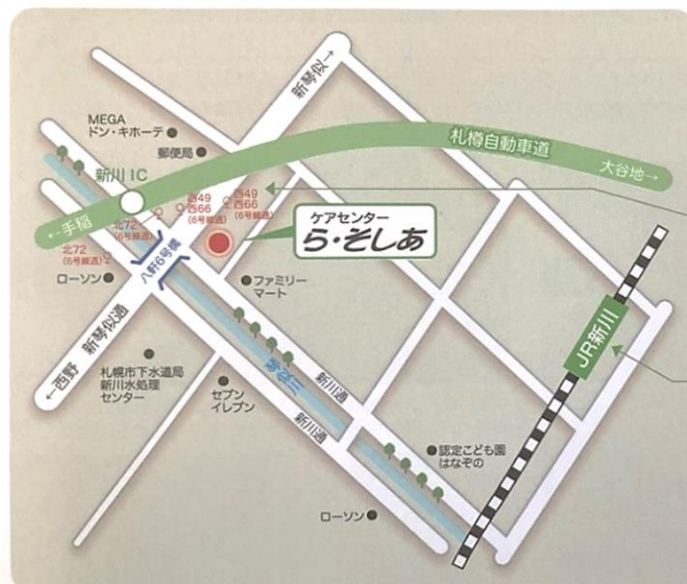 新琴似→
MEGA
ドン・キホーテ
郵便局
札樽自動車道
大谷地→
新川 IC
西49
西66
(6号線通)
西49
西66
(6号線通)
北72
(6号線通)
←手稲
ケアセンター
ら・そしあ
北72
(6号線通)
ローソン
八軒6号橋
ファミリー
マート
JR新川
←西野 新琴似通
札幌市下水道局
新川水処理
センター
セブン
イレブン
新川通
新川通
認定こども園
はなぞの
ローソン